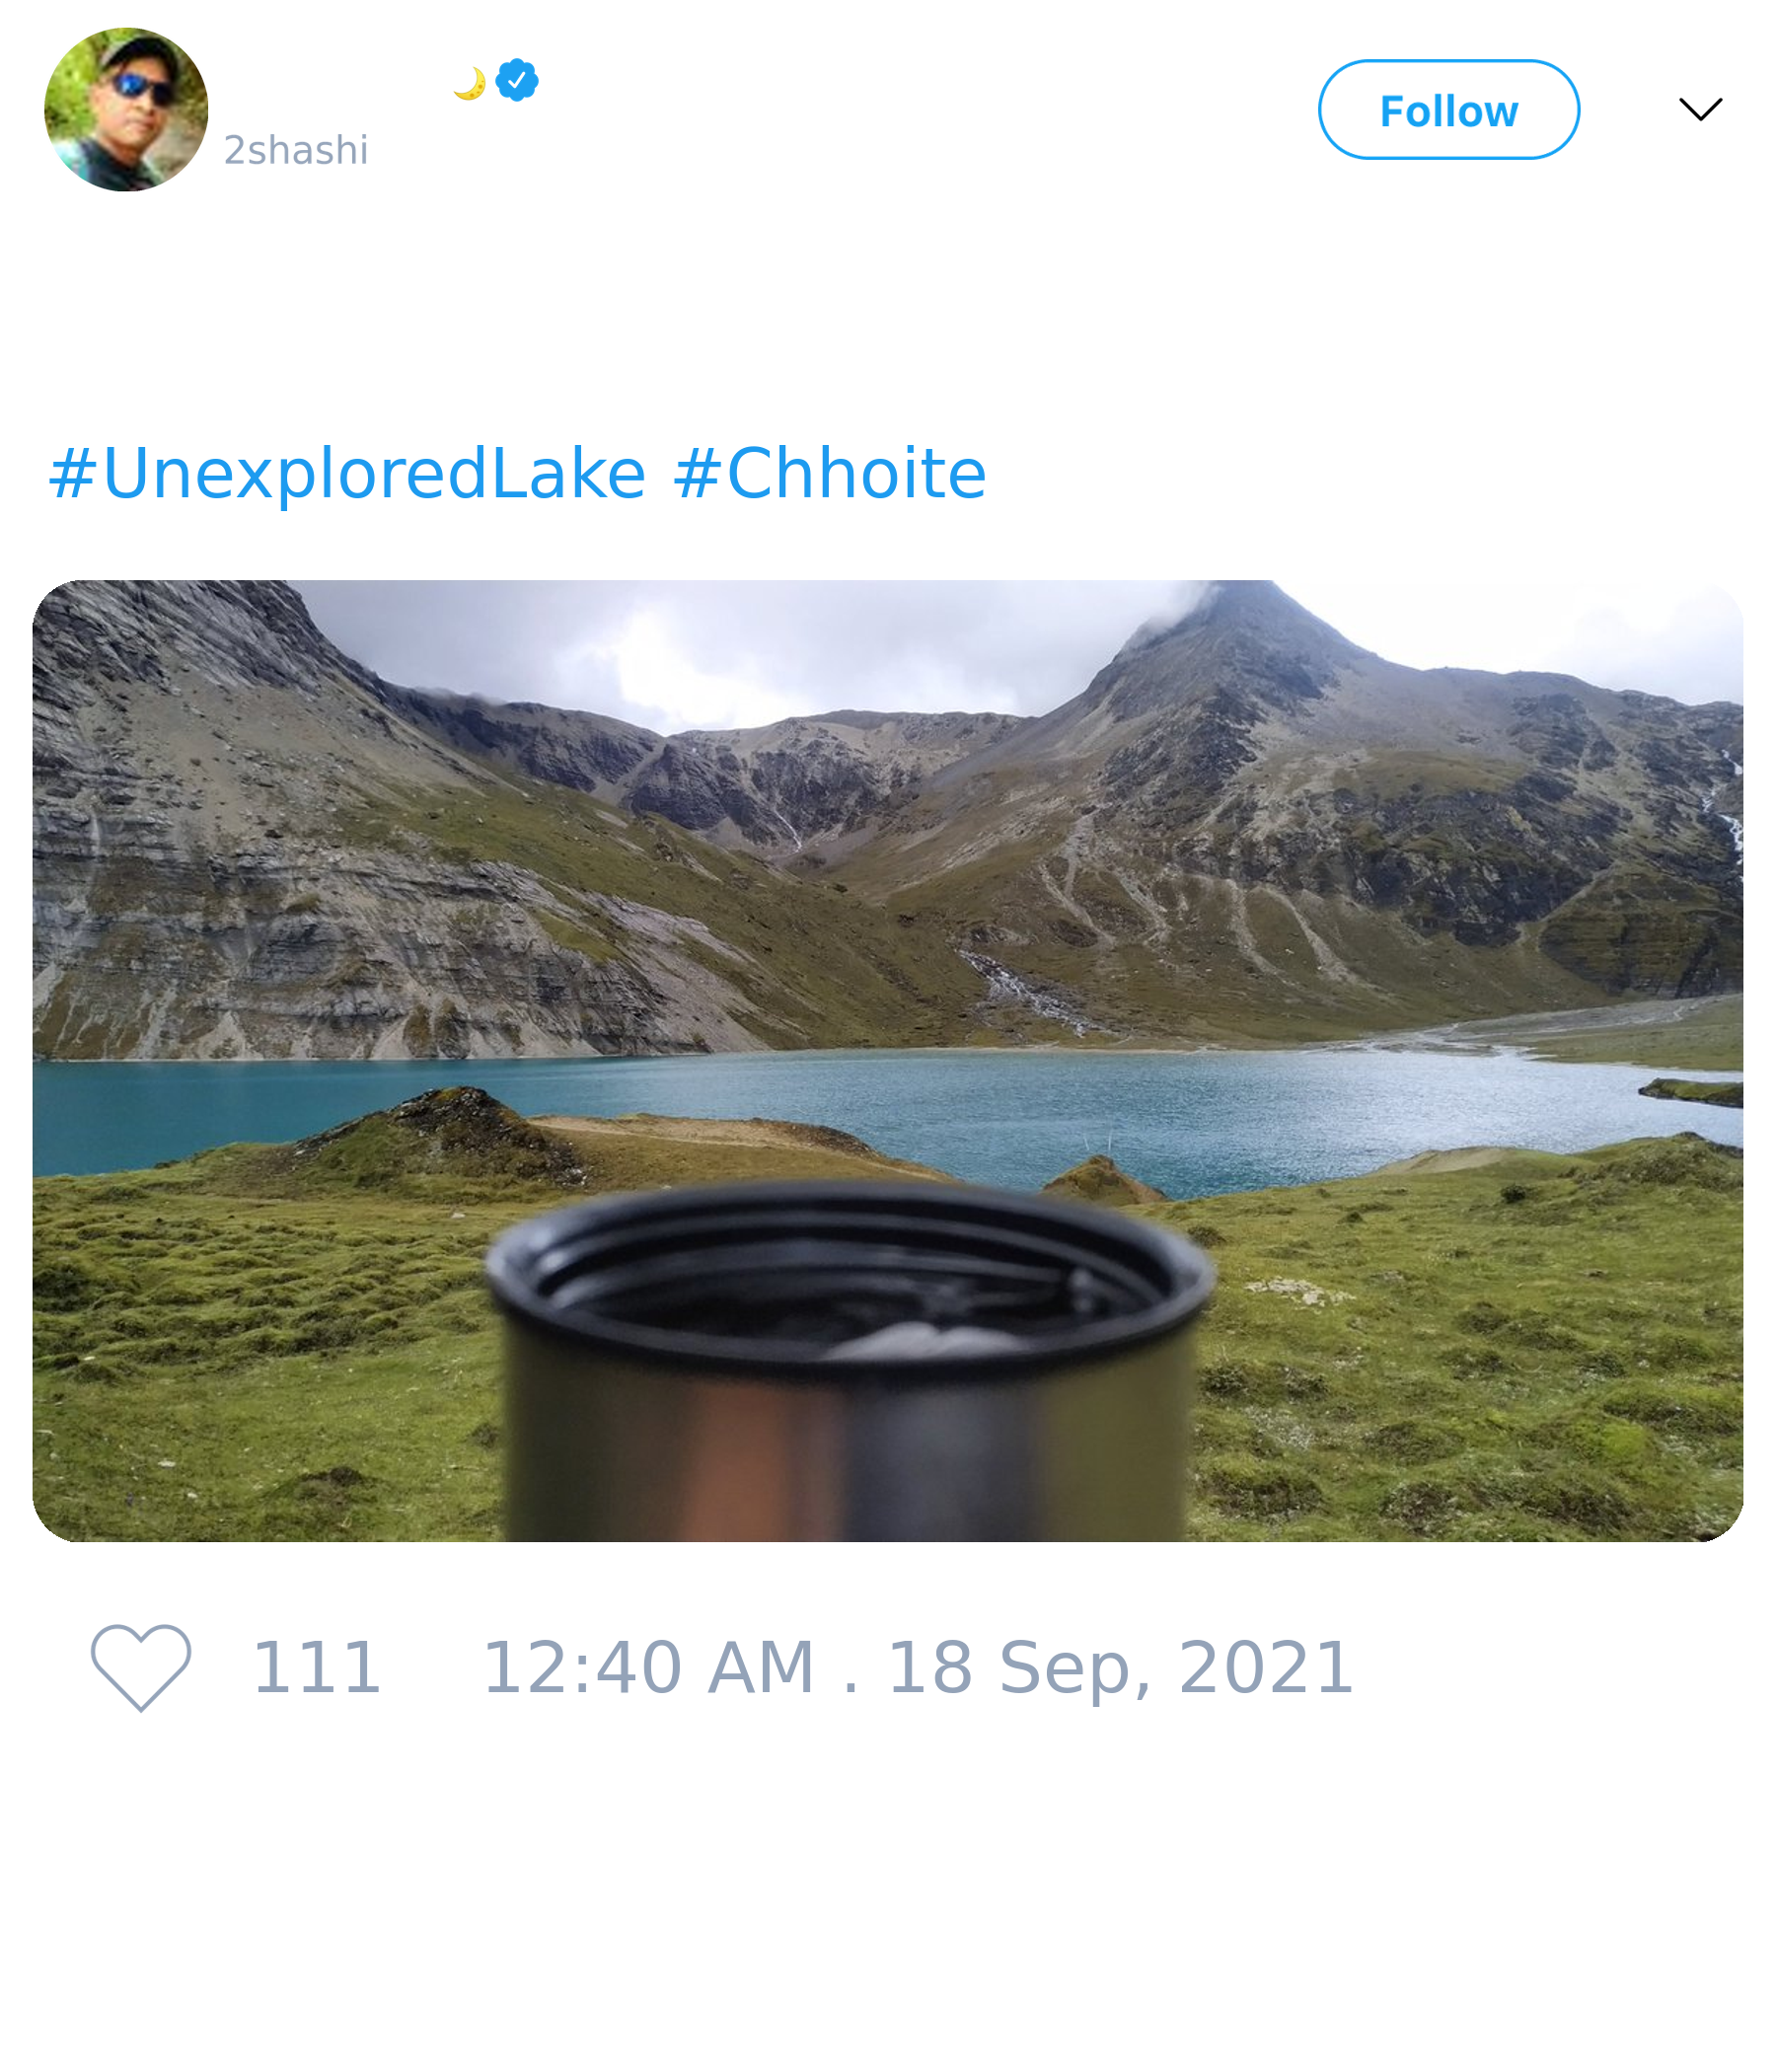 🌙
2shashi
Follow
#UnexploredLake #Chhoite
111 12:40 AM . 18 Sep, 2021